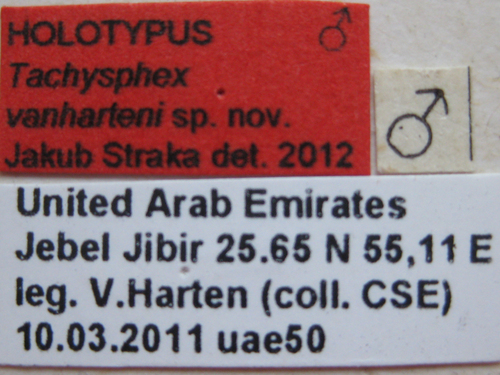 HOLOTYPUS ♂
Tachysphex
vanharteni sp. nov.
Jakub Straka det. 2012
♂
United Arab Emirates
Jebel Jibir 25.65 N 55,11 E
leg. V.Harten (coll. CSE)
10.03.2011 uae50